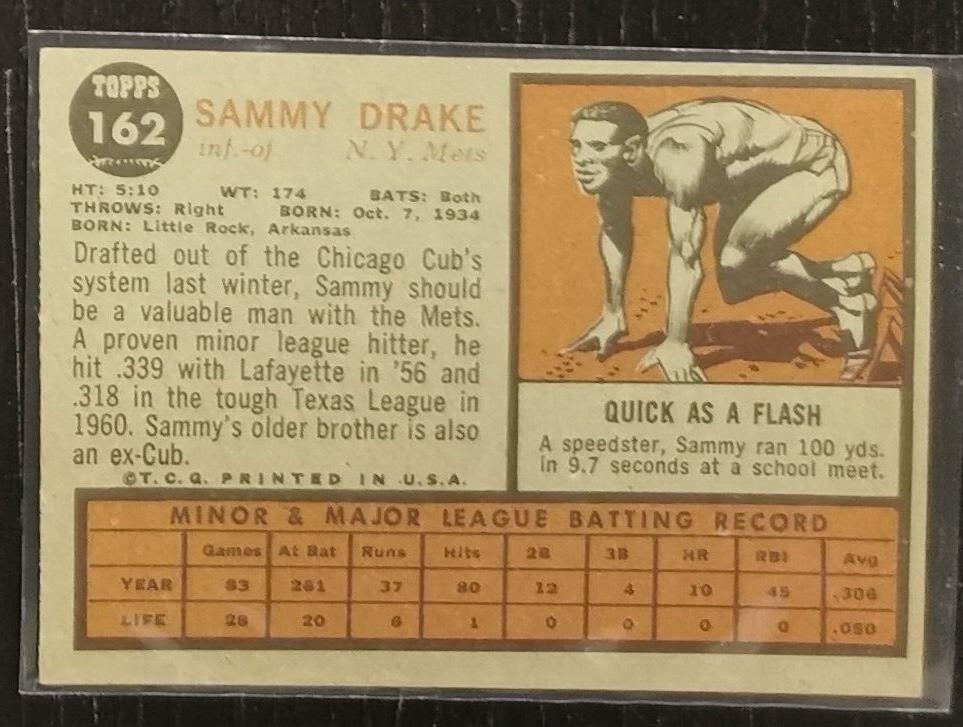 TOPPS
162
SAMMY DRAKE
inf.-of N. Y. Mets
HT: 5:10 WT: 174 BATS: Both
THROWS: Right BORN: Oct. 7, 1934
BORN: Little Rock, Arkansas
Drafted out of the Chicago Cub's
system last winter, Sammy should
be a valuable man with the Mets.
A proven minor league hitter, he
hit .339 with Lafayette in '56 and
.318 in the tough Texas League in
1960. Sammy's older brother is also
an ex-Cub.
©T. C. G. PRINTED IN U.S.A.
QUICK AS A FLASH
A speedster, Sammy ran 100 yds.
in 9.7 seconds at a school meet.
MINOR & MAJOR LEAGUE BATTING RECORD
Games At Bat Runs Hits 2B 3B HR RBI Avg
YEAR 83 261 37 80 12 4 10 45 .306
LIFE 28 20 6 1 0 0 0 0 .050